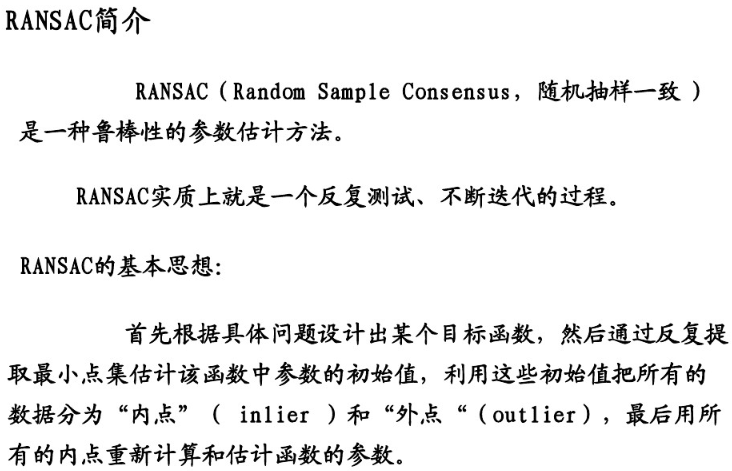 RANSAC简介
RANSAC（Random Sample Consensus，随机抽样一致 ）
是一种鲁棒性的参数估计方法。
RANSAC实质上就是一个反复测试、不断迭代的过程。
RANSAC的基本思想：
首先根据具体问题设计出某个目标函数，然后通过反复提
取最小点集估计该函数中参数的初始值，利用这些初始值把所有的
数据分为“内点”（ inlier ）和“外点“（outlier），最后用所
有的内点重新计算和估计函数的参数。